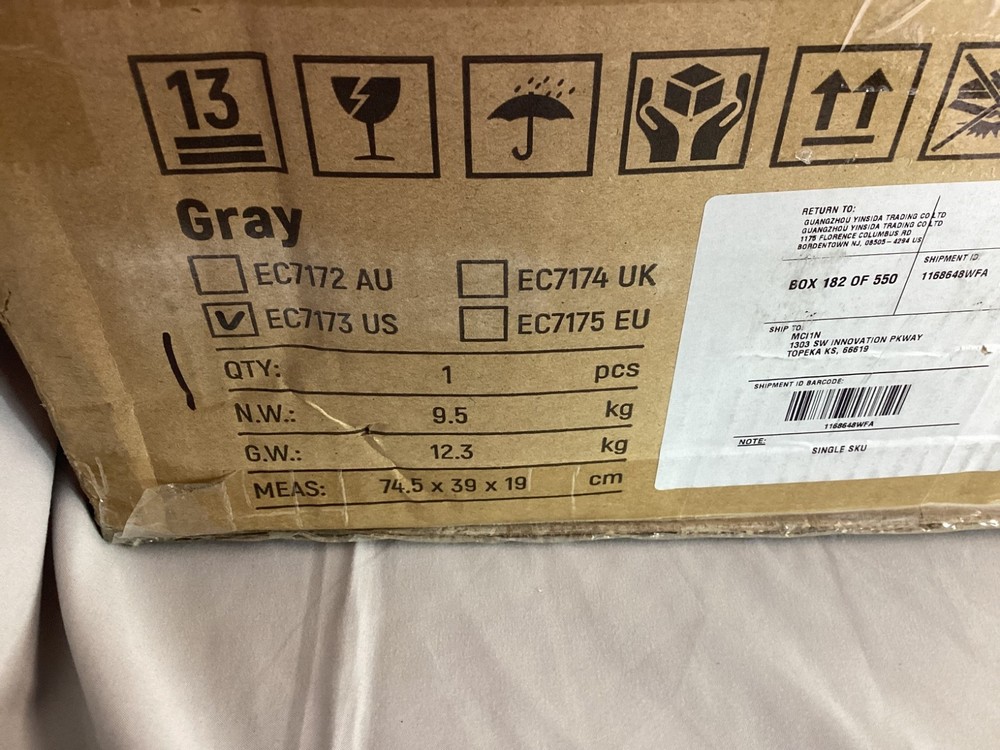 13
Gray
EC7172 AU
EC7174 UK
EC7173 US
EC7175 EU
QTY: 1 pcs
N.W.: 9.5 kg
G.W.: 12.3 kg
MEAS: 74.5 x 39 x 19 cm
RETURN TO:
GUANGZHOU YINSIDA TRADING CO LTD
GUANGZHOU YINSIDA TRADING CO LTD
1175 FLORENCE COLUMBUS RD
BORDENTOWN NJ, 08505-4294 US
BOX 182 OF 550
SHIPMENT ID:
1168648WFA
SHIP TO:
MCI1N
1303 SW INNOVATION PKWAY
TOPEKA KS, 66619
SHIPMENT ID BARCODE:
1168648WFA
NOTE:
SINGLE SKU